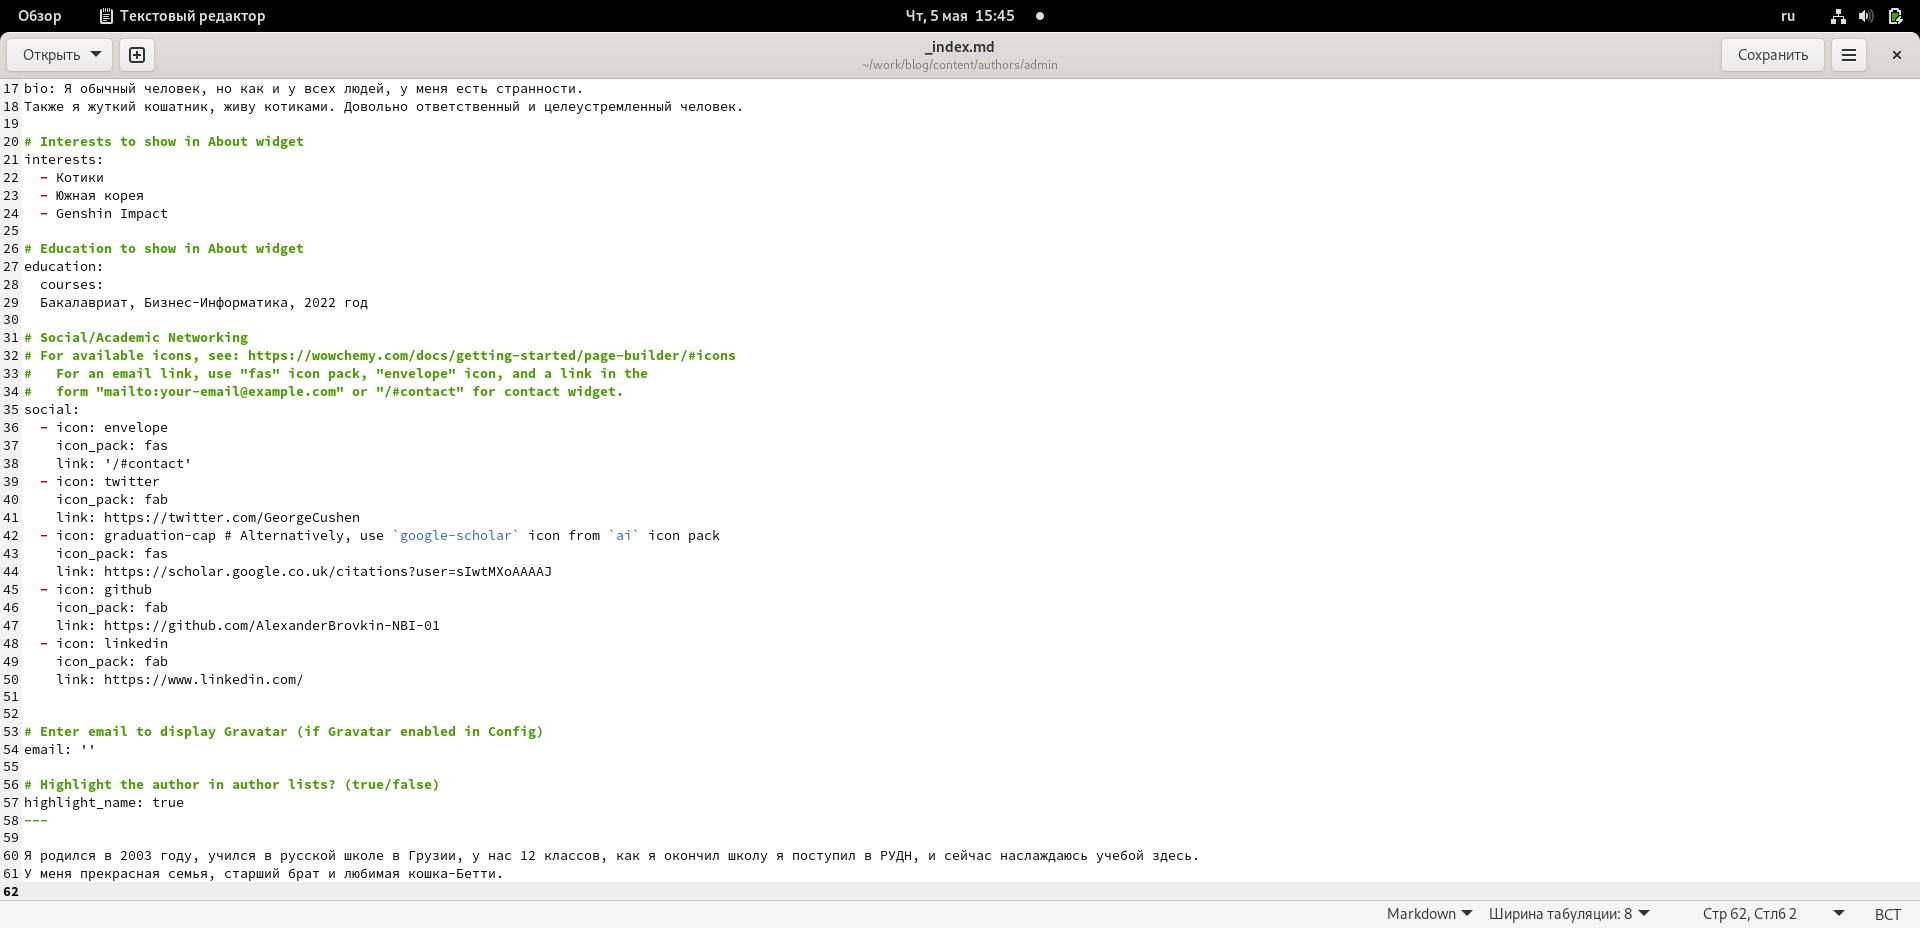 Обзор Текстовый редактор Чт, 5 мая 15:45 ru
Открыть _index.md Сохранить
~/work/blog/content/authors/admin
17 bio: Я обычный человек, но как и у всех людей, у меня есть странности.
18 Также я жуткий кошатник, живу котиками. Довольно ответственный и целеустремленный человек.
19
20 # Interests to show in About widget
21 interests:
22   - Котики
23   - Южная корея
24   - Genshin Impact
25
26 # Education to show in About widget
27 education:
28   courses:
29   Бакалавриат, Бизнес-Информатика, 2022 год
30
31 # Social/Academic Networking
32 # For available icons, see: https://wowchemy.com/docs/getting-started/page-builder/#icons
33 #   For an email link, use "fas" icon pack, "envelope" icon, and a link in the
34 #   form "mailto:your-email@example.com" or "/#contact" for contact widget.
35 social:
36   - icon: envelope
37     icon_pack: fas
38     link: '/#contact'
39   - icon: twitter
40     icon_pack: fab
41     link: https://twitter.com/GeorgeCushen
42   - icon: graduation-cap # Alternatively, use `google-scholar` icon from `ai` icon pack
43     icon_pack: fas
44     link: https://scholar.google.co.uk/citations?user=sIwtMXoAAAAJ
45   - icon: github
46     icon_pack: fab
47     link: https://github.com/AlexanderBrovkin-NBI-01
48   - icon: linkedin
49     icon_pack: fab
50     link: https://www.linkedin.com/
51
52
53 # Enter email to display Gravatar (if Gravatar enabled in Config)
54 email: ''
55
56 # Highlight the author in author lists? (true/false)
57 highlight_name: true
58 ---
59
60 Я родился в 2003 году, учился в русской школе в Грузии, у нас 12 классов, как я окончил школу я поступил в РУДН, и сейчас наслаждаюсь учебой здесь.
61 У меня прекрасная семья, старший брат и любимая кошка-Бетти.
62
Markdown Ширина табуляции: 8 Стр 62, Стлб 2 ВСТ